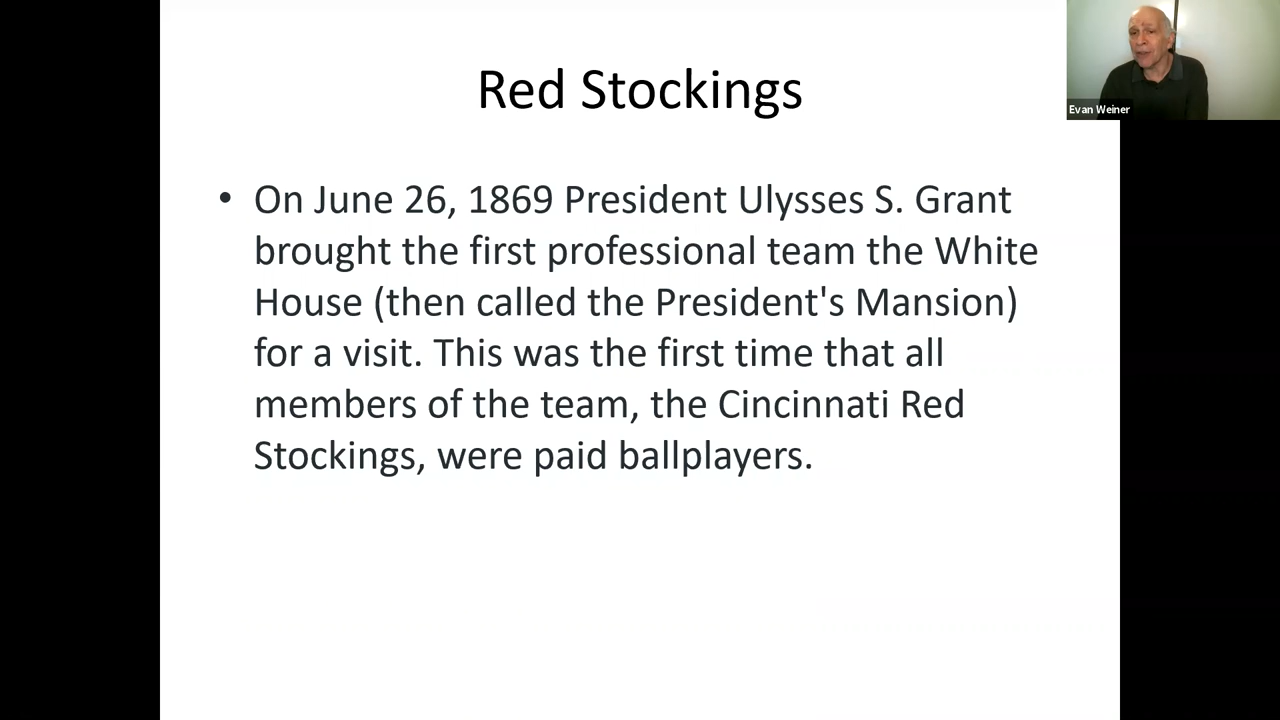 Red Stockings
Evan Weiner
• On June 26, 1869 President Ulysses S. Grant
brought the first professional team the White
House (then called the President's Mansion)
for a visit. This was the first time that all
members of the team, the Cincinnati Red
Stockings, were paid ballplayers.